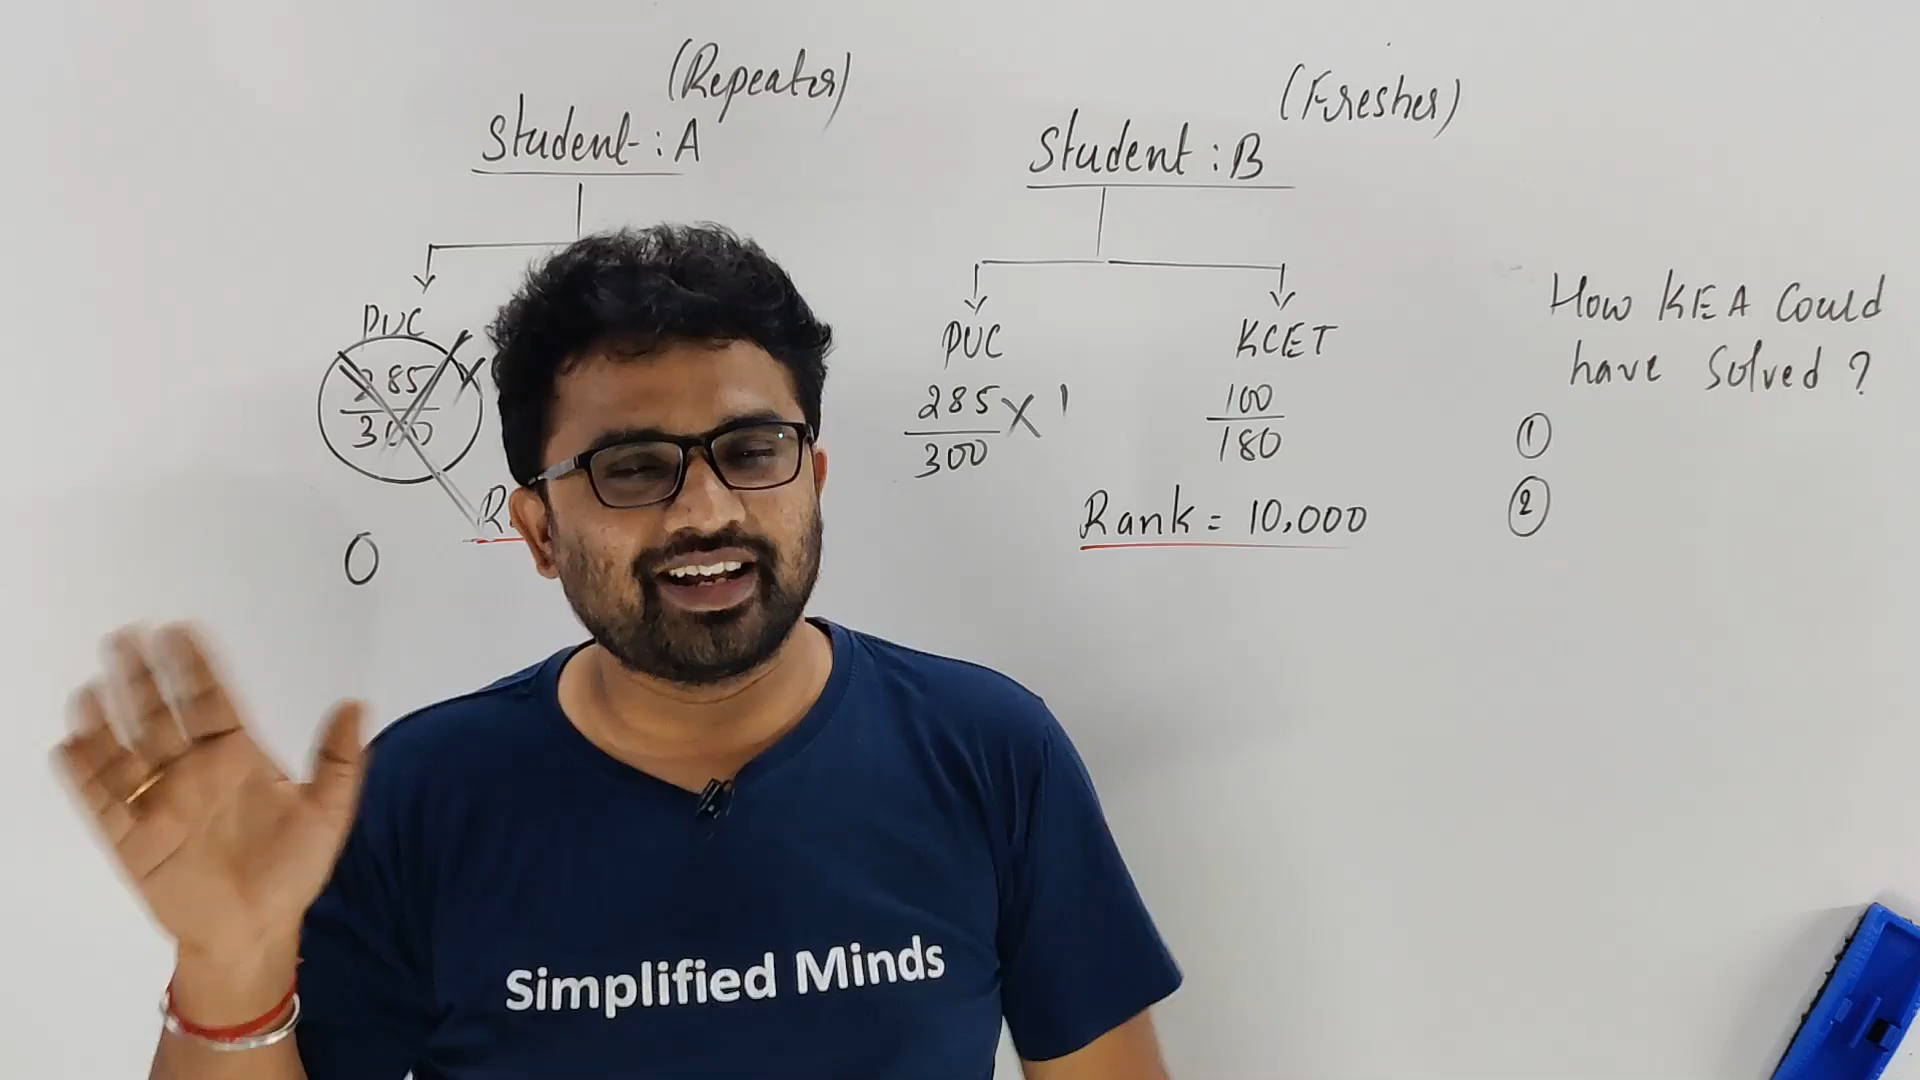 (Repeater)
Student : A
PUC
285
300
0
(Fresher)
Student : B
PUC
285 X 1
300
KCET
100
180
Rank = 10,000
How KEA Could
have Solved ?
①
②
Simplified Minds